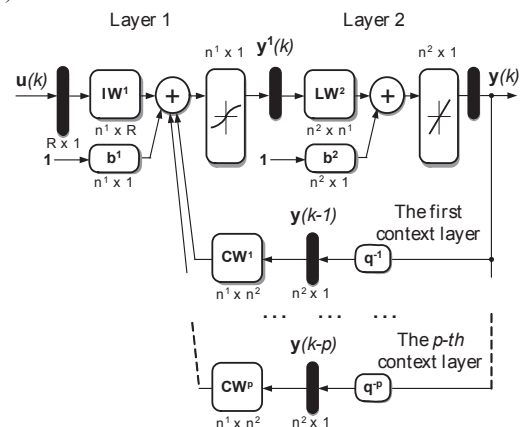 )
Layer 1
Layer 2
n¹ x 1
y¹(k)
n² x 1
u(k)
IW¹
+
LW²
+
y(k)
R x 1
n¹ x R
n² x n¹
1
b¹
n¹ x 1
1
b²
n² x 1
y(k-1)
The first
context layer
CW¹
q⁻¹
n¹ x n²
n² x 1
... ... ...
y(k-p)
The p-th
context layer
CWᵖ
q⁻ᵖ
n¹ x n²
n² x 1